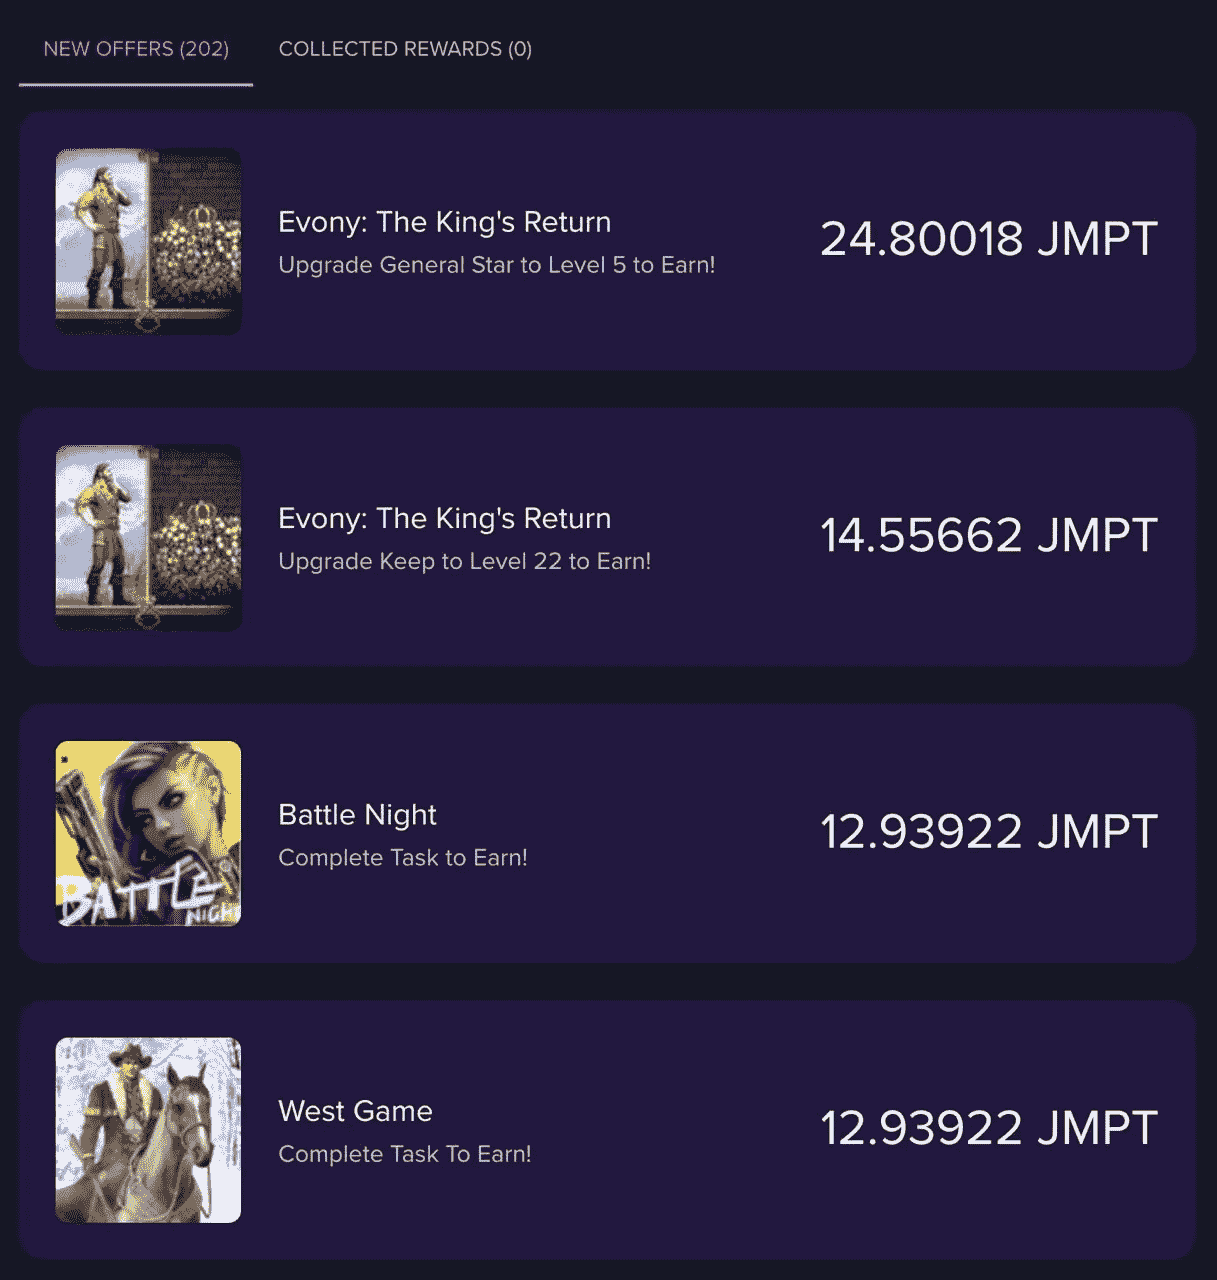 NEW OFFERS (202)
COLLECTED REWARDS (0)
Evony: The King's Return
Upgrade General Star to Level 5 to Earn!
24.80018 JMPT
Evony: The King's Return
Upgrade Keep to Level 22 to Earn!
14.55662 JMPT
BATTLE
NIGHT
Battle Night
Complete Task to Earn!
12.93922 JMPT
West Game
Complete Task To Earn!
12.93922 JMPT